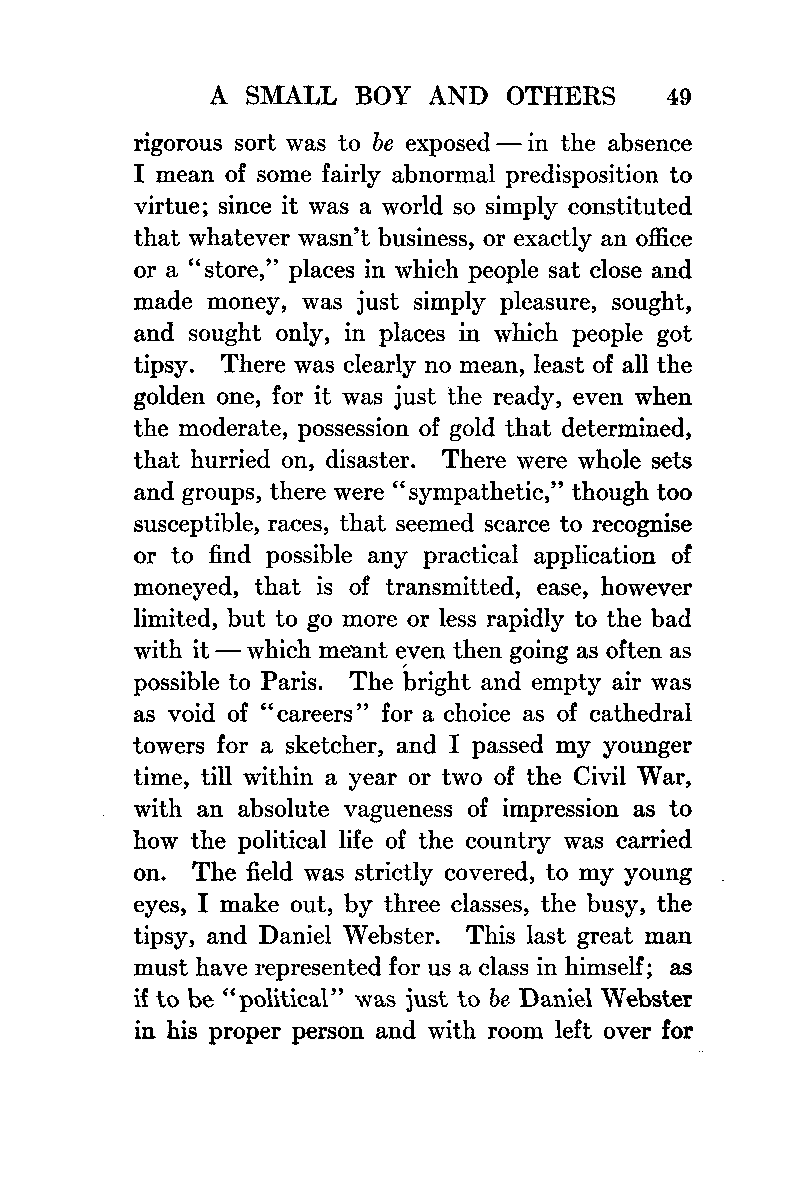 A SMALL BOY AND OTHERS 49
rigorous sort was to be exposed — in the absence
I mean of some fairly abnormal predisposition to
virtue; since it was a world so simply constituted
that whatever wasn't business, or exactly an office
or a "store," places in which people sat close and
made money, was just simply pleasure, sought,
and sought only, in places in which people got
tipsy. There was clearly no mean, least of all the
golden one, for it was just the ready, even when
the moderate, possession of gold that determined,
that hurried on, disaster. There were whole sets
and groups, there were "sympathetic," though too
susceptible, races, that seemed scarce to recognise
or to find possible any practical application of
moneyed, that is of transmitted, ease, however
limited, but to go more or less rapidly to the bad
with it — which meant even then going as often as
possible to Paris. The bright and empty air was
as void of "careers" for a choice as of cathedral
towers for a sketcher, and I passed my younger
time, till within a year or two of the Civil War,
with an absolute vagueness of impression as to
how the political life of the country was carried
on. The field was strictly covered, to my young
eyes, I make out, by three classes, the busy, the
tipsy, and Daniel Webster. This last great man
must have represented for us a class in himself; as
if to be "political" was just to be Daniel Webster
in his proper person and with room left over for